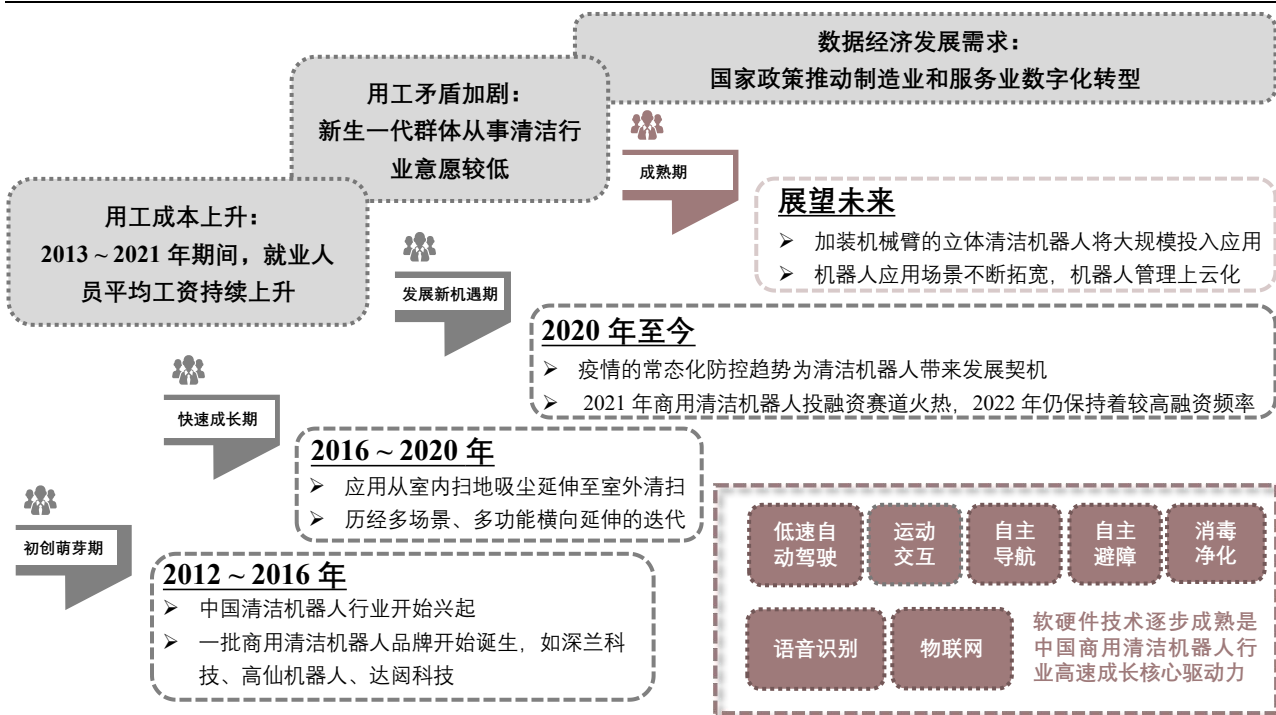 数据经济发展需求：
国家政策推动制造业和服务业数字化转型
用工矛盾加剧：
新生一代群体从事清洁行
业意愿较低
用工成本上升：
2013 ~ 2021 年期间，就业人
员平均工资持续上升
成熟期
展望未来
➢ 加装机械臂的立体清洁机器人将大规模投入应用
➢ 机器人应用场景不断拓宽，机器人管理上云化
发展新机遇期
2020 年至今
➢ 疫情的常态化防控趋势为清洁机器人带来发展契机
➢ 2021 年商用清洁机器人投融资赛道火热，2022 年仍保持着较高融资频率
快速成长期
2016 ~ 2020 年
➢ 应用从室内扫地吸尘延伸至室外清扫
➢ 历经多场景、多功能横向延伸的迭代
初创萌芽期
2012 ~ 2016 年
➢ 中国清洁机器人行业开始兴起
➢ 一批商用清洁机器人品牌开始诞生，如深兰科
技、高仙机器人、达闼科技
低速自
动驾驶
运动
交互
自主
导航
自主
避障
消毒
净化
语音识别
物联网
软硬件技术逐步成熟是
中国商用清洁机器人行
业高速成长核心驱动力